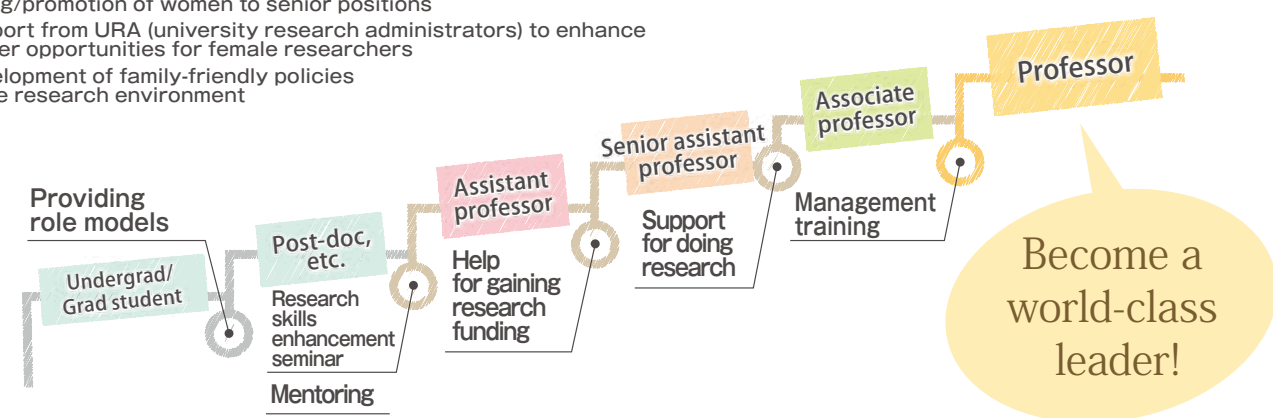 promotion of women to senior positions
from URA (university research administrators) to enhance
opportunities for female researchers
of family-friendly policies
research environment
Professor
Associate
professor
Senior assistant
professor
Assistant
professor
Post-doc,
etc.
Undergrad/
Grad student
Providing
role models
Research
skills
enhancement
seminar
Mentoring
Help
for gaining
research
funding
Support
for doing
research
Management
training
Become a
world-class
leader!